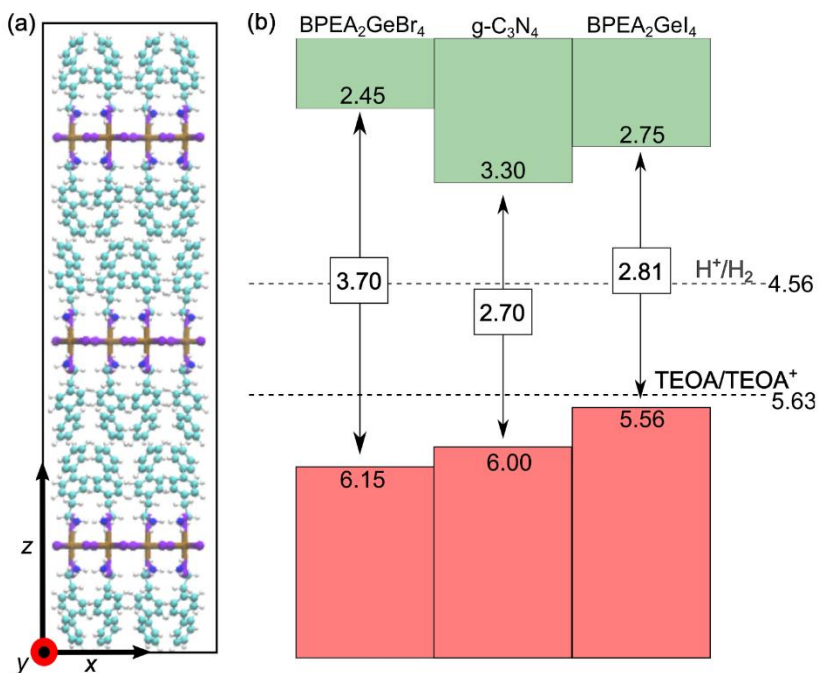 (a)
z
y
x
(b)
BPEA₂GeBr₄
g-C₃N₄
BPEA₂GeI₄
2.45
3.30
2.75
3.70
2.70
2.81
H⁺/H₂
4.56
TEOA/TEOA⁺
5.63
6.15
6.00
5.56